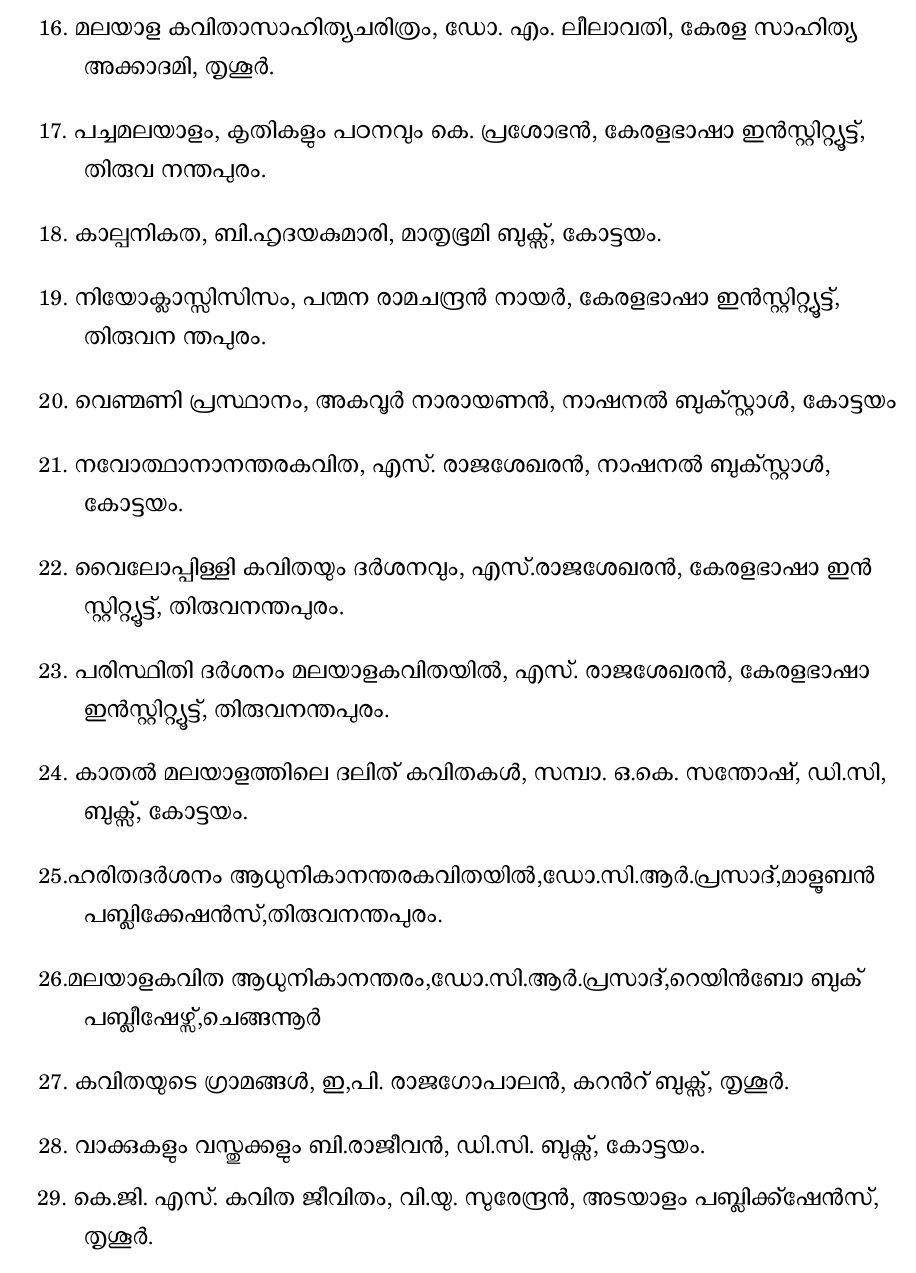 16. മലയാള കവിതാസാഹിത്യചരിത്രം, ഡോ. എം. ലീലാവതി, കേരള സാഹിത്യ
അക്കാദമി, തൃശൂർ.
17. പച്ചമലയാളം, കൃതികളും പഠനവും കെ. പ്രശോഭൻ, കേരളഭാഷാ ഇൻസ്റ്റിറ്റ്യൂട്ട്,
തിരുവ നന്തപുരം.
18. കാല്പനികത, ബി.ഹൃദയകുമാരി, മാതൃഭൂമി ബുക്സ്, കോട്ടയം.
19. നിയോക്ലാസ്സിസിസം, പന്മന രാമചന്ദ്രൻ നായർ, കേരളഭാഷാ ഇൻസ്റ്റിറ്റ്യൂട്ട്,
തിരുവന ന്തപുരം.
20. വെണ്മണി പ്രസ്ഥാനം, അകവൂർ നാരായണൻ, നാഷനൽ ബുക്‌സ്റ്റാൾ, കോട്ടയം
21. നവോത്ഥാനാനന്തരകവിത, എസ്. രാജശേഖരൻ, നാഷനൽ ബുക്‌സ്റ്റാൾ,
കോട്ടയം.
22. വൈലോപ്പിള്ളി കവിതയും ദർശനവും, എസ്.രാജശേഖരൻ, കേരളഭാഷാ ഇൻ
സ്റ്റിറ്റ്യൂട്ട്, തിരുവനന്തപുരം.
23. പരിസ്ഥിതി ദർശനം മലയാളകവിതയിൽ, എസ്. രാജശേഖരൻ, കേരളഭാഷാ
ഇൻസ്റ്റിറ്റ്യൂട്ട്, തിരുവനന്തപുരം.
24. കാതൽ മലയാളത്തിലെ ദലിത് കവിതകൾ, സമ്പാ. ഒ.കെ. സന്തോഷ്, ഡി.സി,
ബുക്സ്, കോട്ടയം.
25.ഹരിതദർശനം ആധുനികാനന്തരകവിതയിൽ,ഡോ.സി.ആർ.പ്രസാദ്,മാളൂബൻ
പബ്ലിക്കേഷൻസ്,തിരുവനന്തപുരം.
26.മലയാളകവിത ആധുനികാനന്തരം,ഡോ.സി.ആർ.പ്രസാദ്,റെയിൻബോ ബുക്
പബ്ലീഷേഴ്സ്,ചെങ്ങന്നൂർ
27. കവിതയുടെ ഗ്രാമങ്ങൾ, ഇ,പി. രാജഗോപാലൻ, കറൻറ് ബുക്സ്, തൃശൂർ.
28. വാക്കുകളും വസ്തുക്കളും ബി.രാജീവൻ, ഡി.സി. ബുക്സ്, കോട്ടയം.
29. കെ.ജി. എസ്. കവിത ജീവിതം, വി.യു. സുരേന്ദ്രൻ, അടയാളം പബ്ലിക്ക്ഷേൻസ്,
തൃശൂർ.